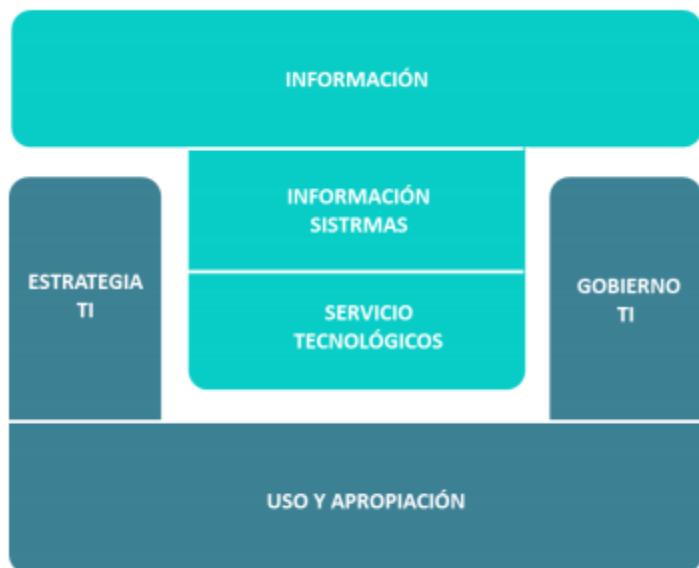 INFORMACIÓN
INFORMACIÓN
SISTRMAS
ESTRATEGIA
TI
SERVICIO
TECNOLÓGICOS
GOBIERNO
TI
USO Y APROPIACIÓN